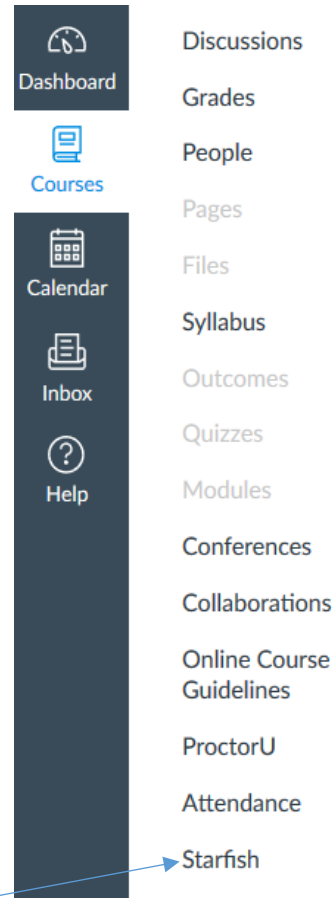 Dashboard
Courses
Calendar
Inbox
Help
Discussions
Grades
People
Pages
Files
Syllabus
Outcomes
Quizzes
Modules
Conferences
Collaborations
Online Course
Guidelines
ProctorU
Attendance
Starfish